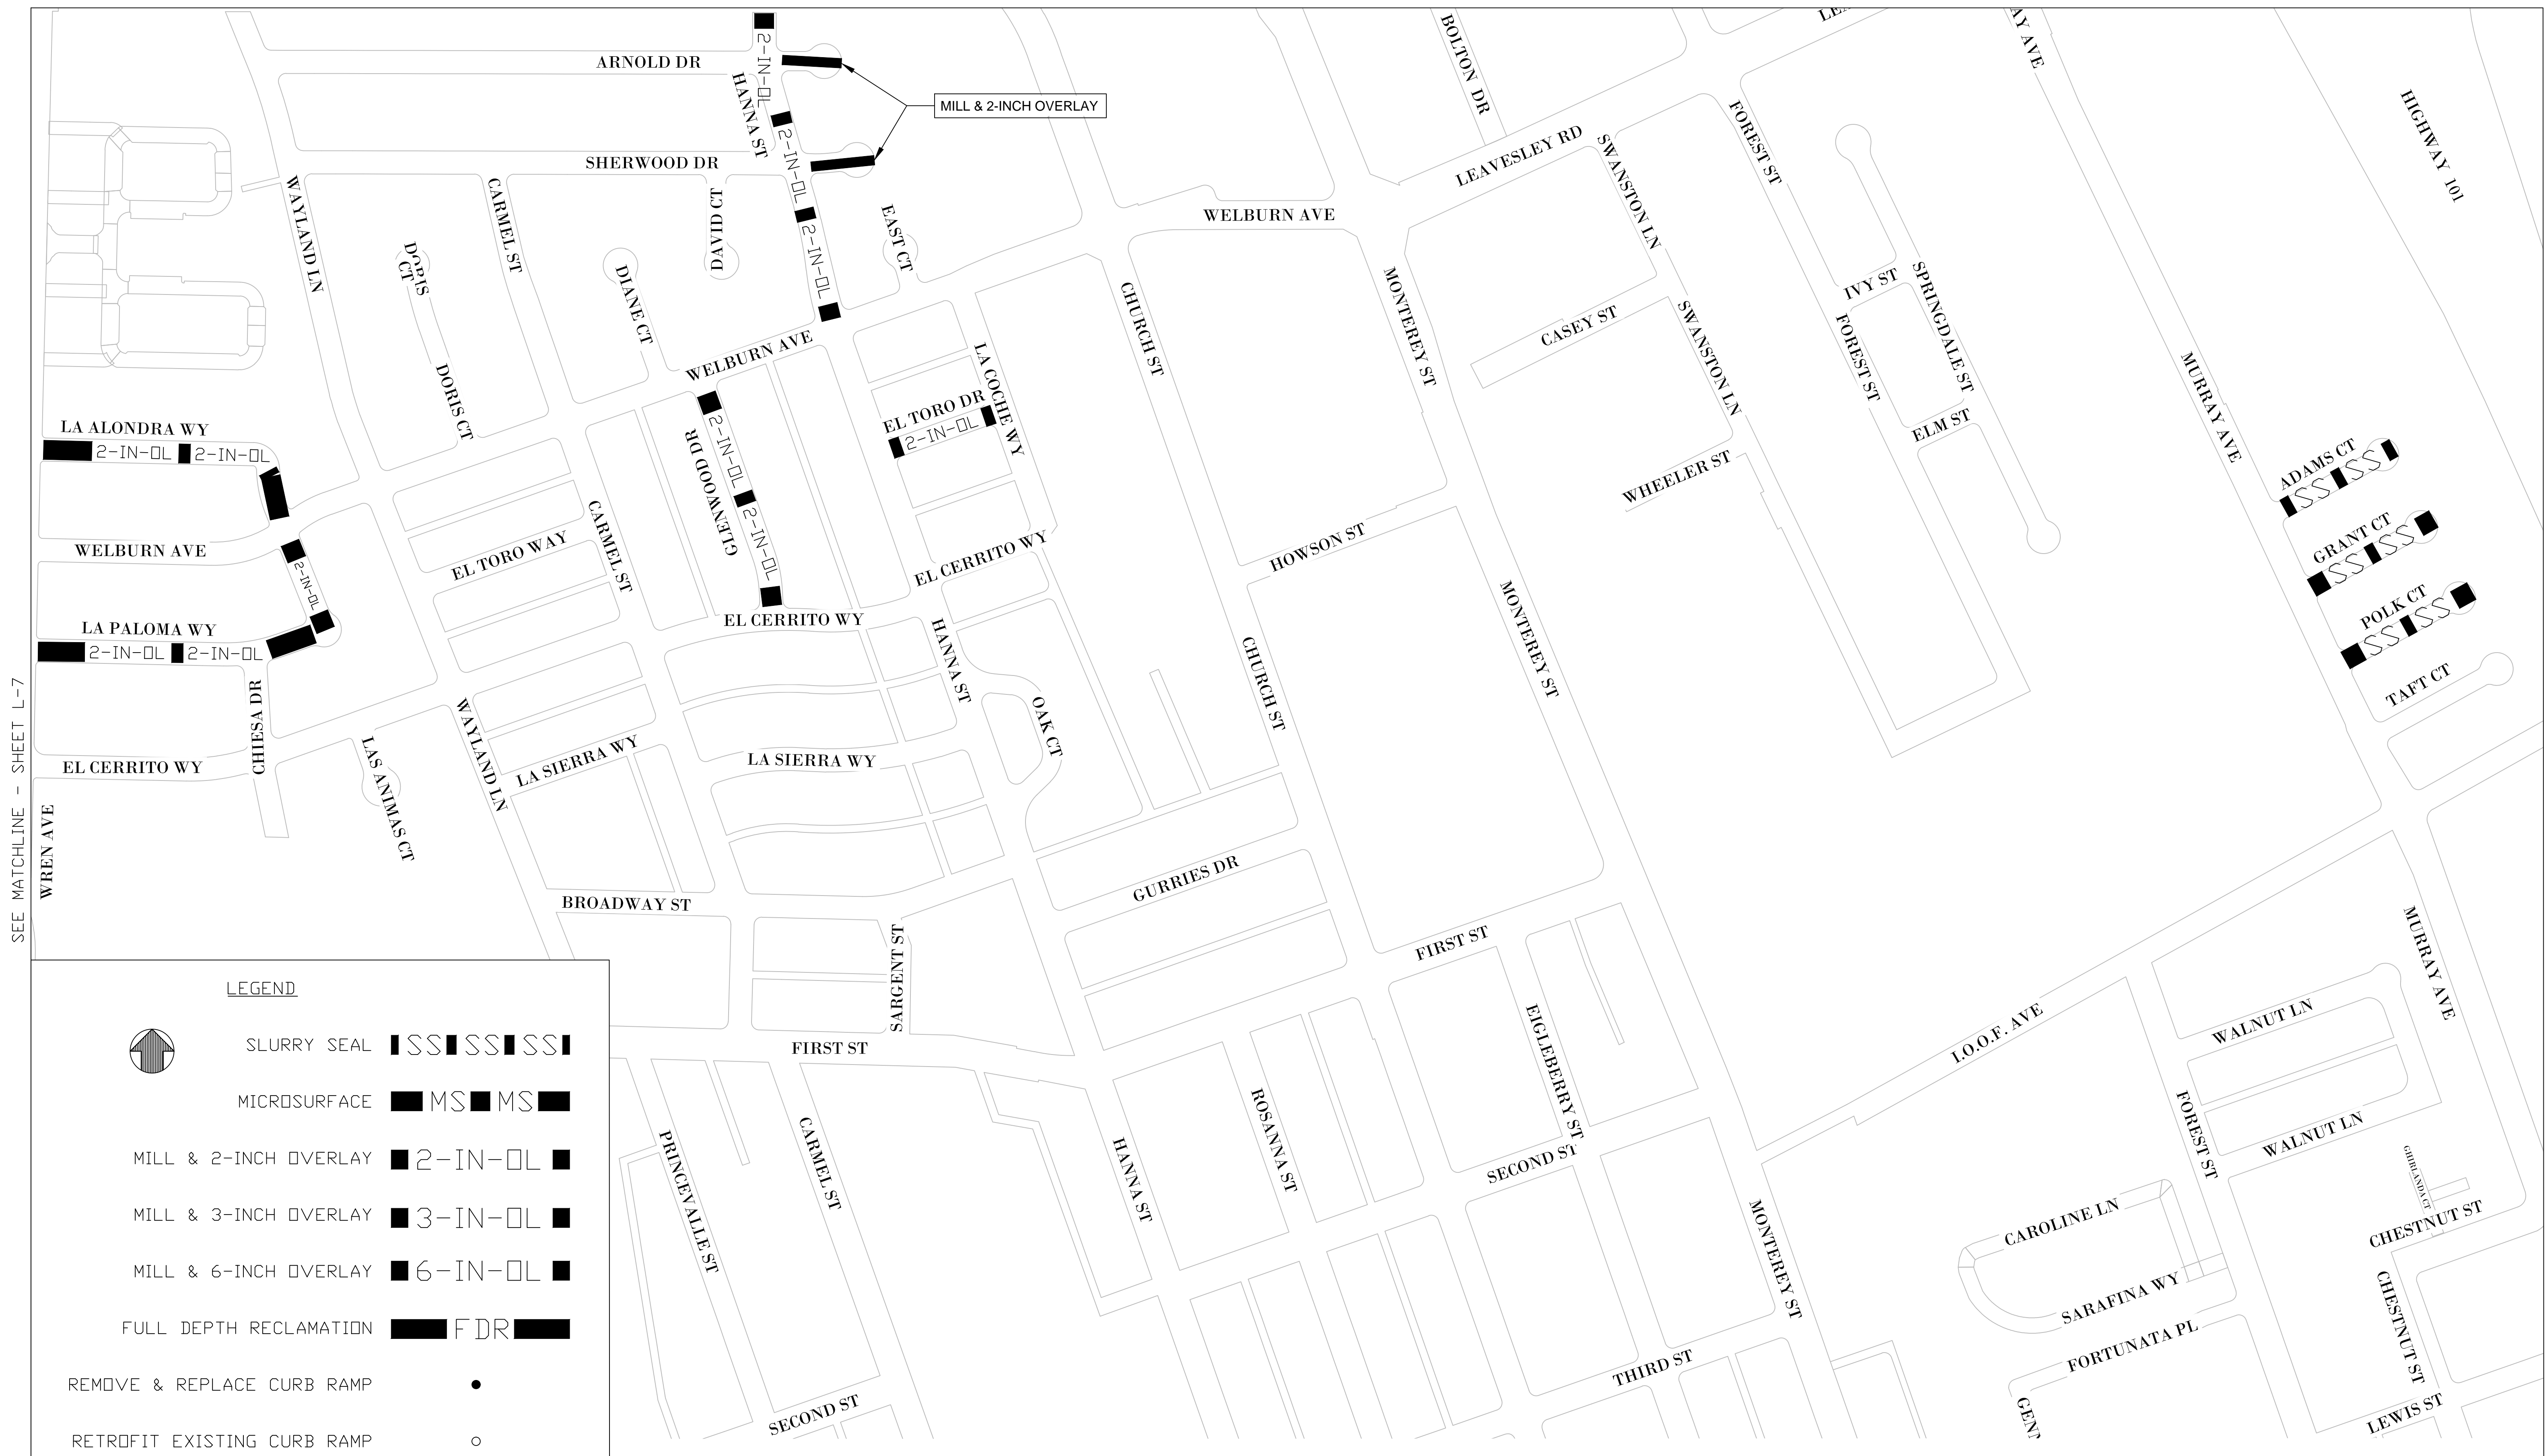 ARNOLD DR
HANNA ST
2-IN-OL
MILL & 2-INCH OVERLAY
2-IN-OL
SHERWOOD DR
2-IN-OL
BOLTON DR
LEAVESLEY RD
FOREST ST
AY AVE
HIGHWAY 101
WAYLAND LN
CARMEL ST
DAVID CT
EAST CT
WELBURN AVE
SWANSTON LN
DORIS
CT
DIANE CT
DORIS CT
WELBURN AVE
CHURCH ST
MONTEREY ST
CASEY ST
SWANSTON LN
IVY ST
SPRINGDALE ST
FOREST ST
ELM ST
WHEELER ST
MURRAY AVE
LA COCHE WY
EL TORO DR
2-IN-OL
GLENWOOD DR
2-IN-OL
2-IN-OL
LA ALONDRA WY
2-IN-OL
2-IN-OL
WELBURN AVE
2-IN-OL
LA PALOMA WY
2-IN-OL
2-IN-OL
EL TORO WAY
CARMEL ST
EL CERRITO WY
EL CERRITO WY
HOWSON ST
ADAMS CT
SS
SS
GRANT CT
SS
SS
POLK CT
SS
SS
TAFT CT
SEE MATCHLINE - SHEET L-7
CHIESA DR
EL CERRITO WY
WREN AVE
LAS ANIMAS CT
WAYLAND LN
LA SIERRA WY
LA SIERRA WY
HANNA ST
OAK CT
CHURCH ST
MONTEREY ST
BROADWAY ST
SARGENT ST
GURRIES DR
FIRST ST
FIRST ST
EIGLEBERRY ST
PRINCEVALLE ST
CARMEL ST
HANNA ST
ROSANNA ST
SECOND ST
SECOND ST
THIRD ST
MONTEREY ST
I.O.O.F. AVE
MURRAY AVE
WALNUT LN
FOREST ST
WALNUT LN
GHIRLANDA CT
CHESTNUT ST
CHESTNUT ST
CAROLINE LN
SARAFINA WY
FORTUNATA PL
LEWIS ST
LEGEND
SLURRY SEAL SS SS SS
MICROSURFACE MS MS
MILL & 2-INCH OVERLAY 2-IN-OL
MILL & 3-INCH OVERLAY 3-IN-OL
MILL & 6-INCH OVERLAY 6-IN-OL
FULL DEPTH RECLAMATION FDR
REMOVE & REPLACE CURB RAMP
RETROFIT EXISTING CURB RAMP